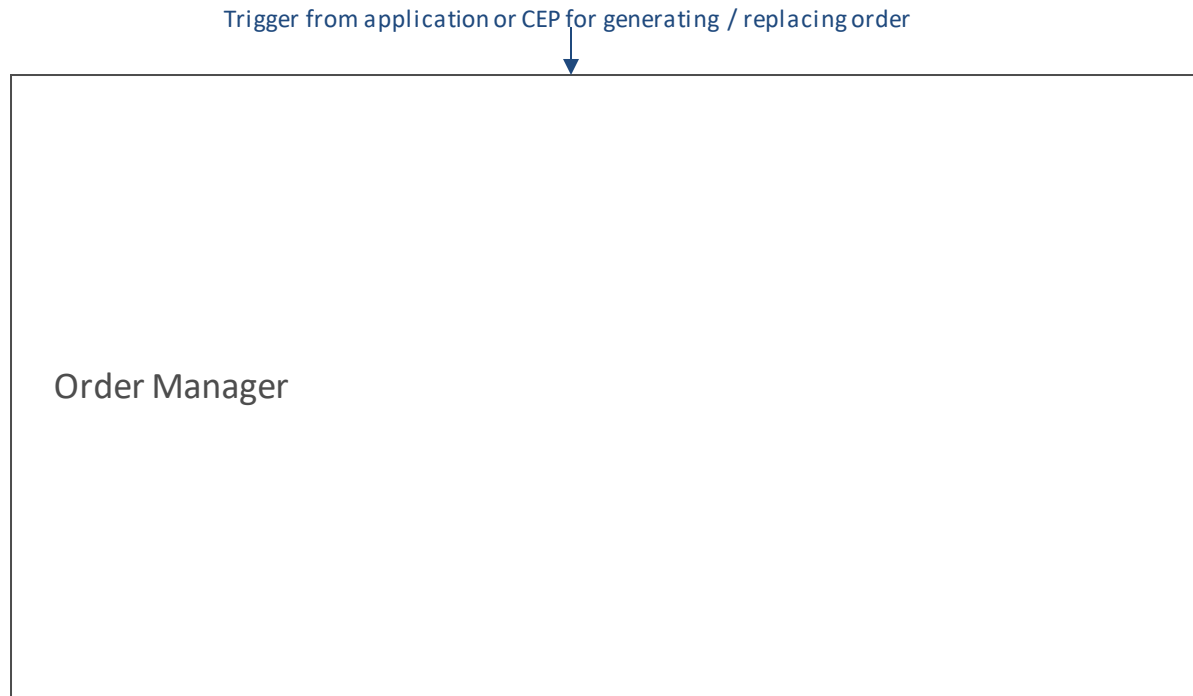 Trigger from application or CEP for generating / replacing order
Order Manager